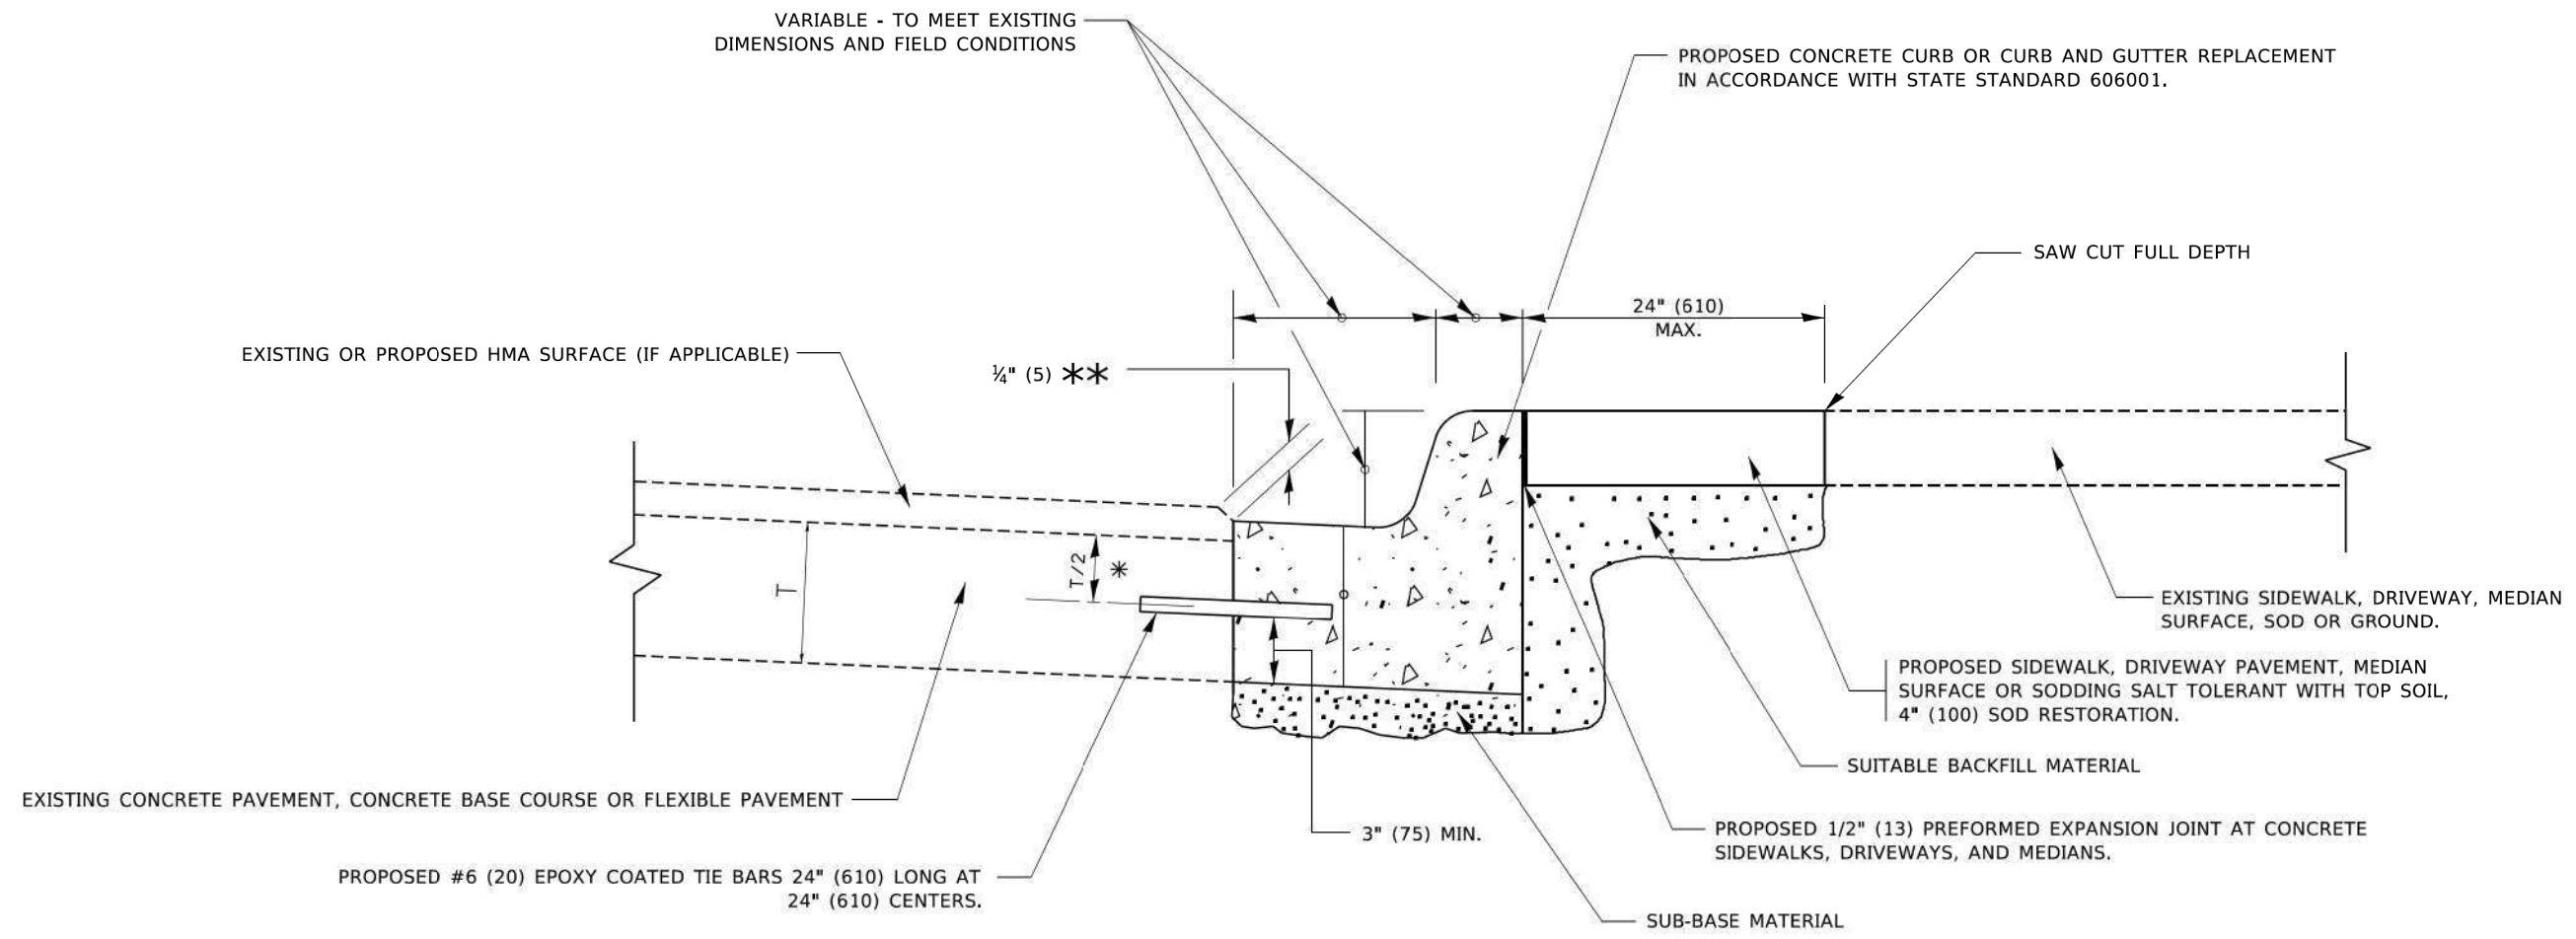 VARIABLE - TO MEET EXISTING
DIMENSIONS AND FIELD CONDITIONS
PROPOSED CONCRETE CURB OR CURB AND GUTTER REPLACEMENT
IN ACCORDANCE WITH STATE STANDARD 606001.
SAW CUT FULL DEPTH
24" (610)
MAX.
EXISTING OR PROPOSED HMA SURFACE (IF APPLICABLE)
¼" (5) **
T
T/2 *
EXISTING SIDEWALK, DRIVEWAY, MEDIAN
SURFACE, SOD OR GROUND.
PROPOSED SIDEWALK, DRIVEWAY PAVEMENT, MEDIAN
SURFACE OR SODDING SALT TOLERANT WITH TOP SOIL,
4" (100) SOD RESTORATION.
SUITABLE BACKFILL MATERIAL
EXISTING CONCRETE PAVEMENT, CONCRETE BASE COURSE OR FLEXIBLE PAVEMENT
3" (75) MIN.
PROPOSED 1/2" (13) PREFORMED EXPANSION JOINT AT CONCRETE
SIDEWALKS, DRIVEWAYS, AND MEDIANS.
PROPOSED #6 (20) EPOXY COATED TIE BARS 24" (610) LONG AT
24" (610) CENTERS.
SUB-BASE MATERIAL